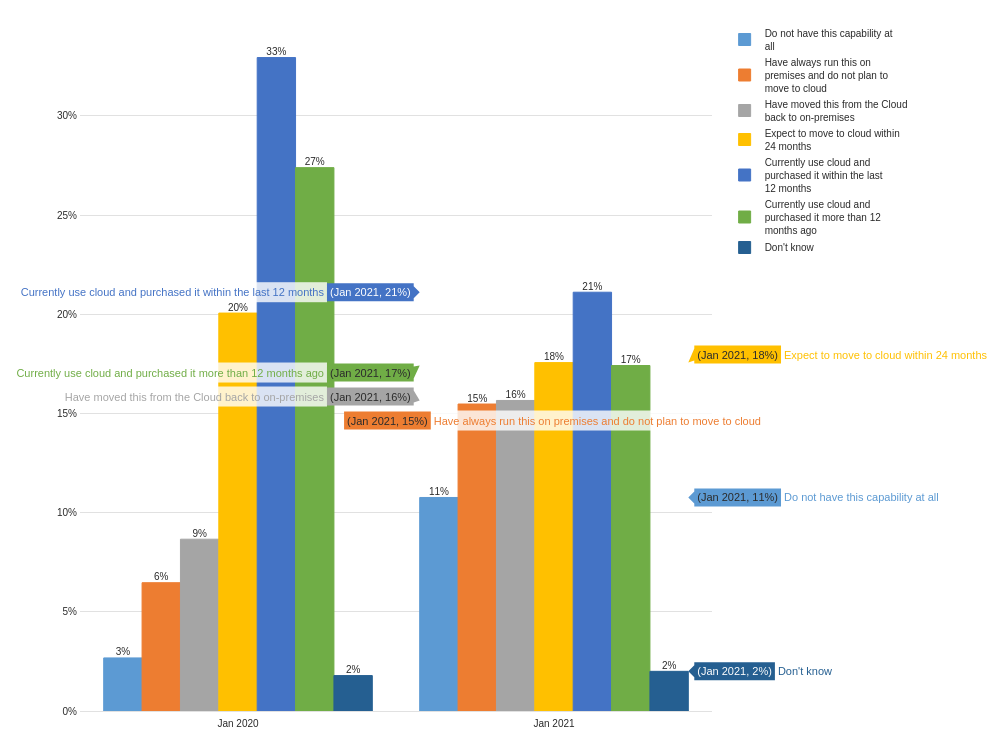 Do not have this capability at
all
Have always run this on
premises and do not plan to
move to cloud
Have moved this from the Cloud
back to on-premises
Expect to move to cloud within
24 months
Currently use cloud and
purchased it within the last
12 months
Currently use cloud and
purchased it more than 12
months ago
Don't know
30%
25%
20%
15%
10%
5%
0%
3%
6%
9%
20%
33%
27%
2%
11%
15%
16%
18%
21%
17%
2%
Currently use cloud and purchased it within the last 12 months (Jan 2021, 21%)
(Jan 2021, 18%) Expect to move to cloud within 24 months
Currently use cloud and purchased it more than 12 months ago (Jan 2021, 17%)
Have moved this from the Cloud back to on-premises (Jan 2021, 16%)
(Jan 2021, 15%) Have always run this on premises and do not plan to move to cloud
(Jan 2021, 11%) Do not have this capability at all
(Jan 2021, 2%) Don't know
Jan 2020
Jan 2021